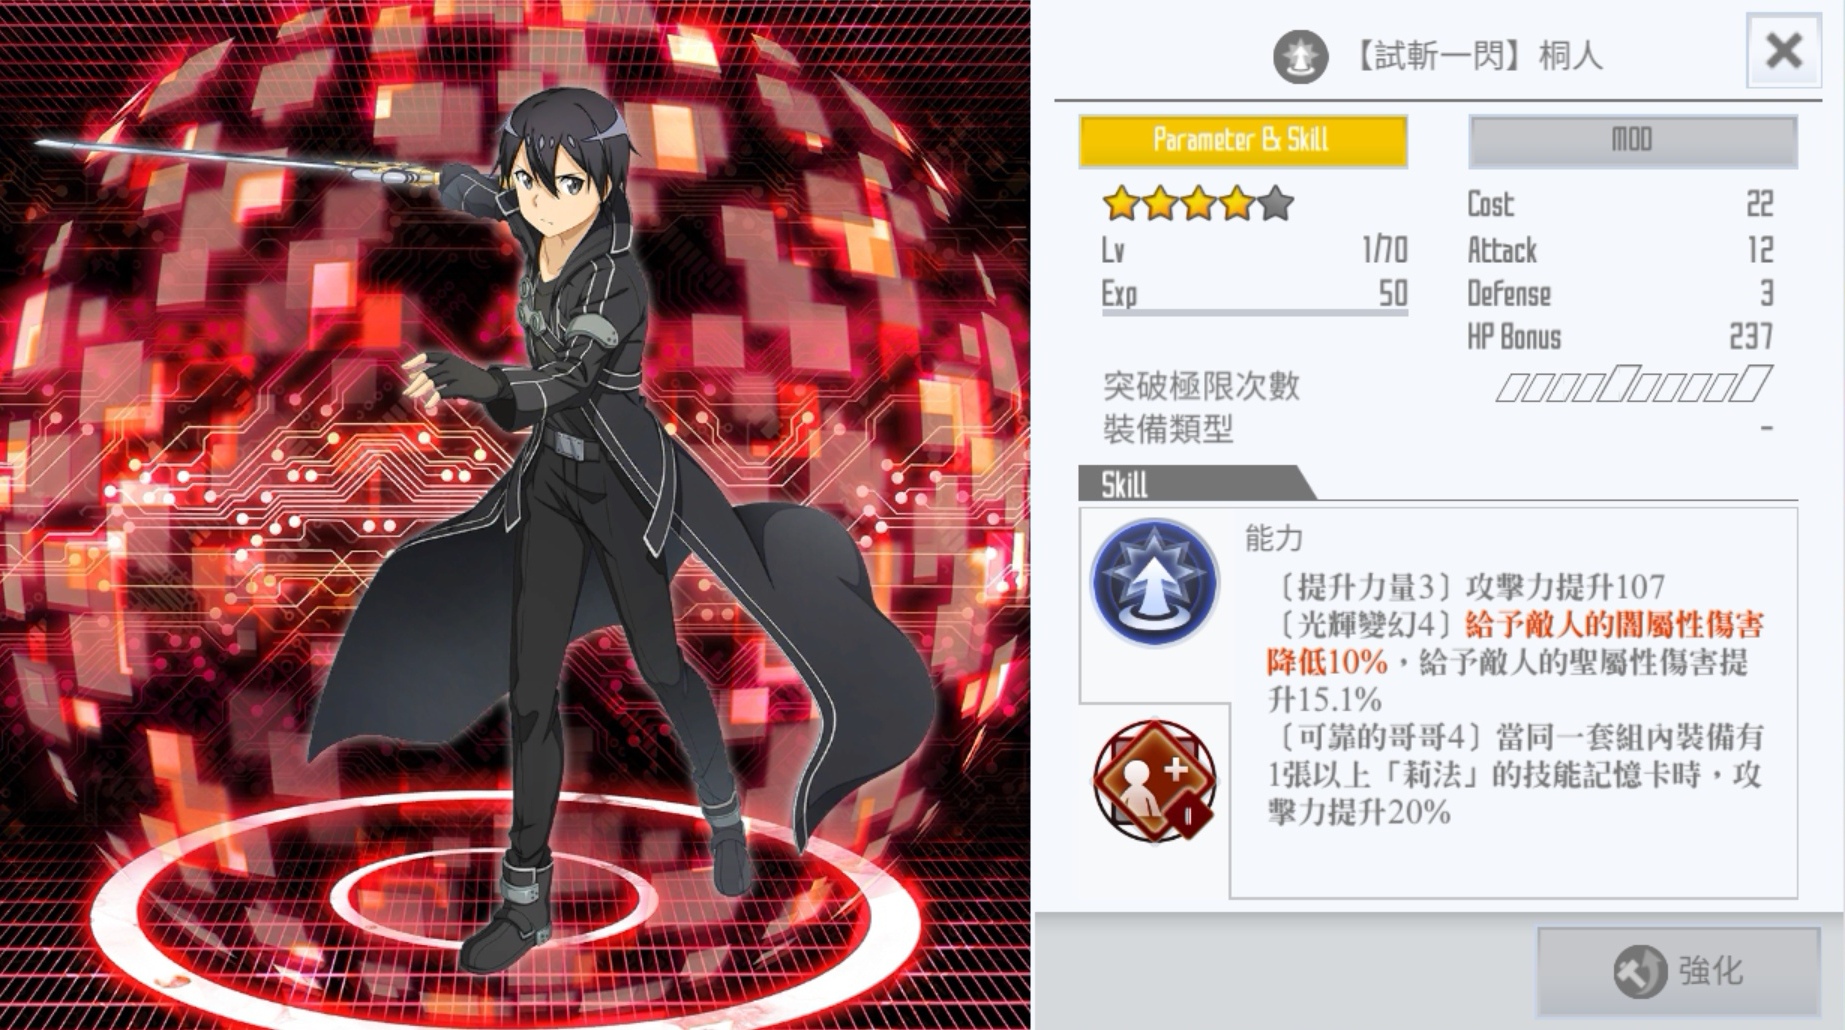 【試斬一閃】桐人
Parameter & Skill
MOD
Lv 1/70
Exp 50
Cost 22
Attack 12
Defense 3
HP Bonus 237
突破極限次數
裝備類型 -
Skill
能力
〔提升力量3〕攻擊力提升107
〔光輝變幻4〕給予敵人的闇屬性傷害
降低10%，給予敵人的聖屬性傷害提
升15.1%
〔可靠的哥哥4〕當同一套組內裝備有
1張以上「莉法」的技能記憶卡時，攻
擊力提升20%
II
強化